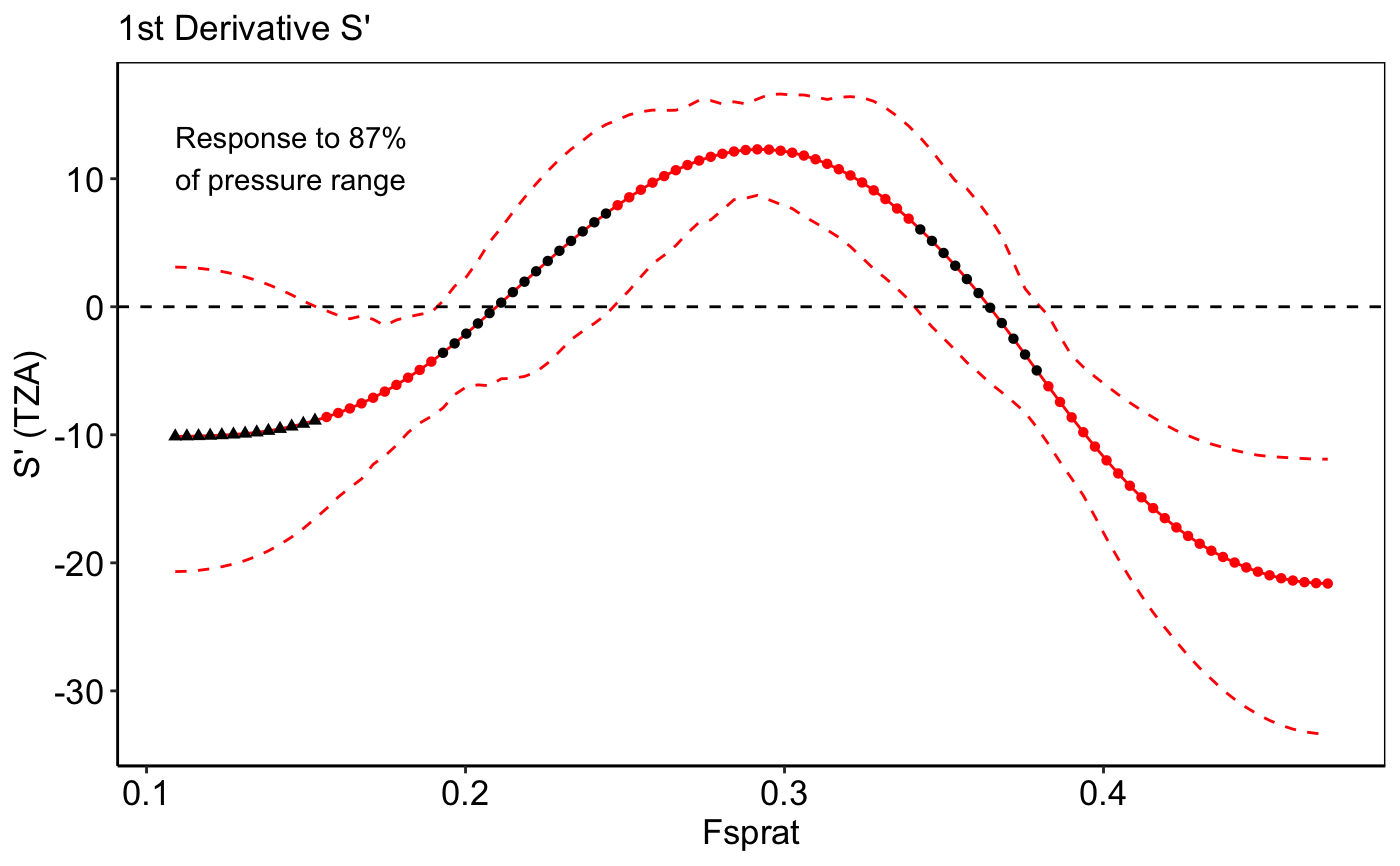 1st Derivative S'
Response to 87%
of pressure range
10
0
-10
-20
-30
S' (TZA)
0.1 0.2 0.3 0.4
Fsprat